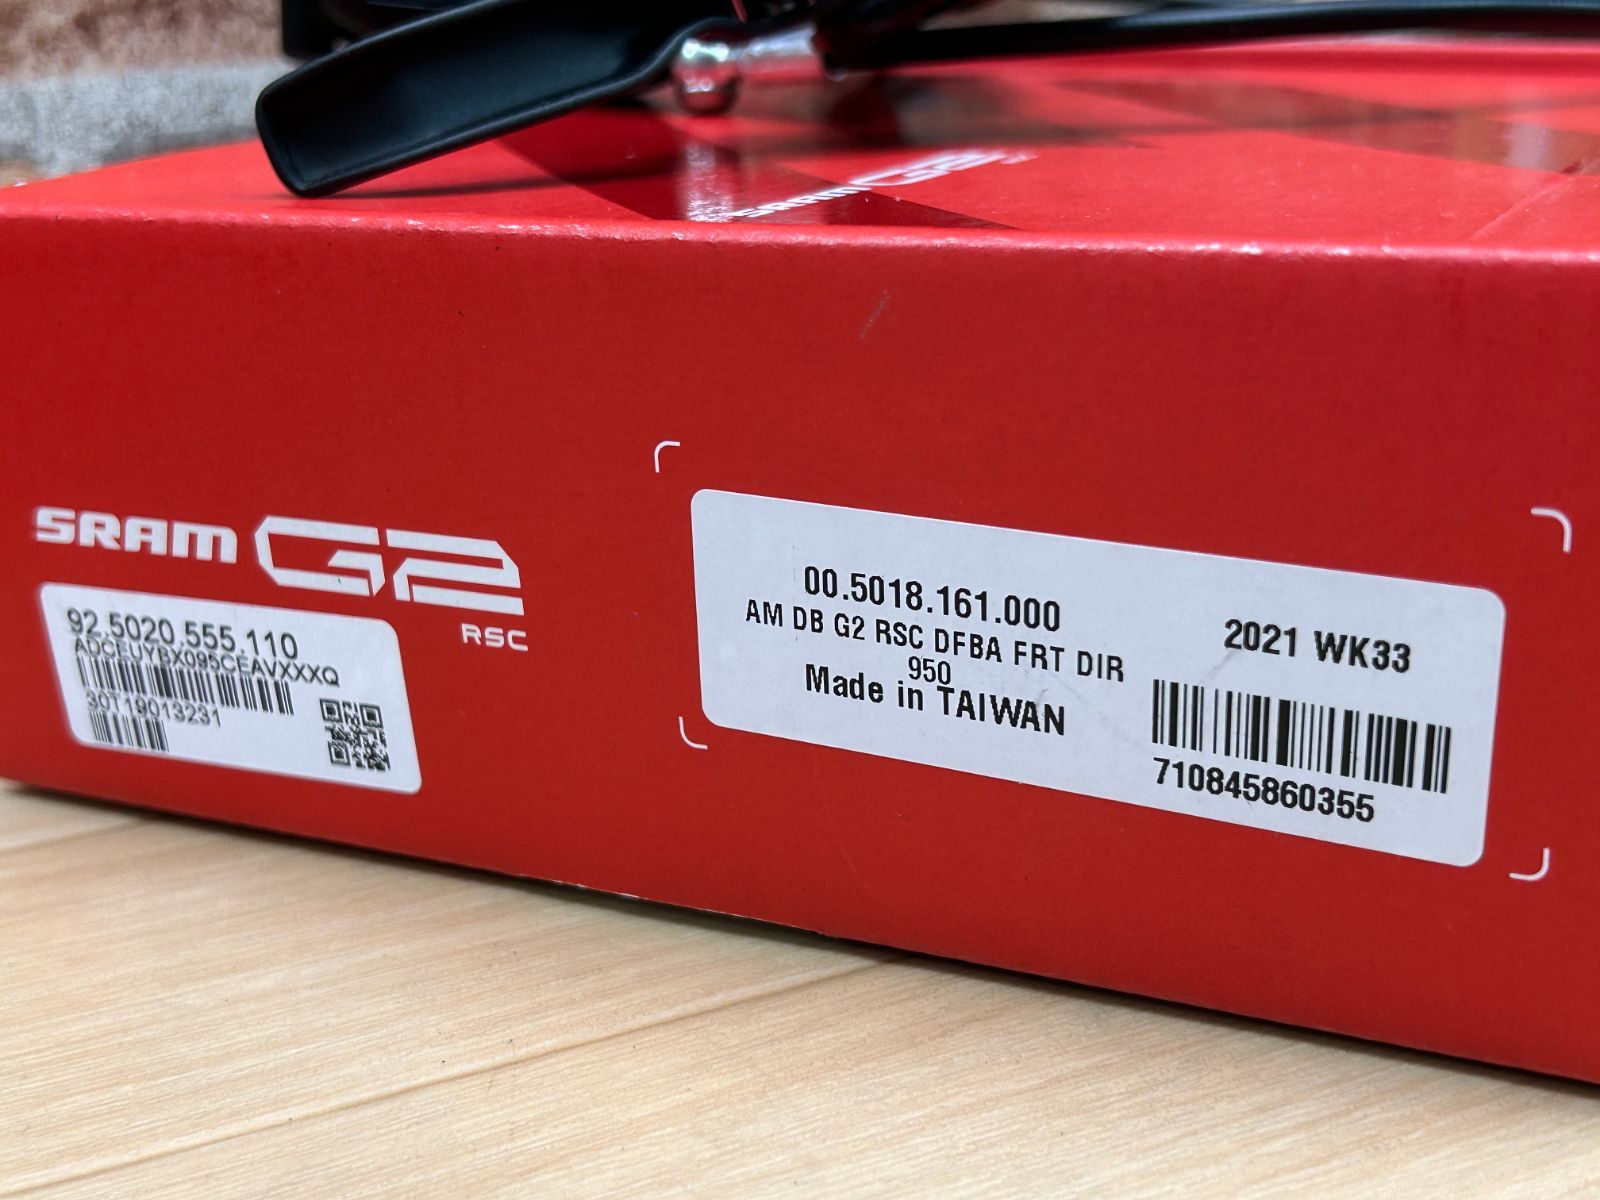 SRAM G2
SRAM G2
RSC
92.5020.555.110
ADCEUYBX095CEAVXXXQ
30T19013231
00.5018.161.000
AM DB G2 RSC DFBA FRT DIR
950
Made in TAIWAN
2021 WK33
710845860355